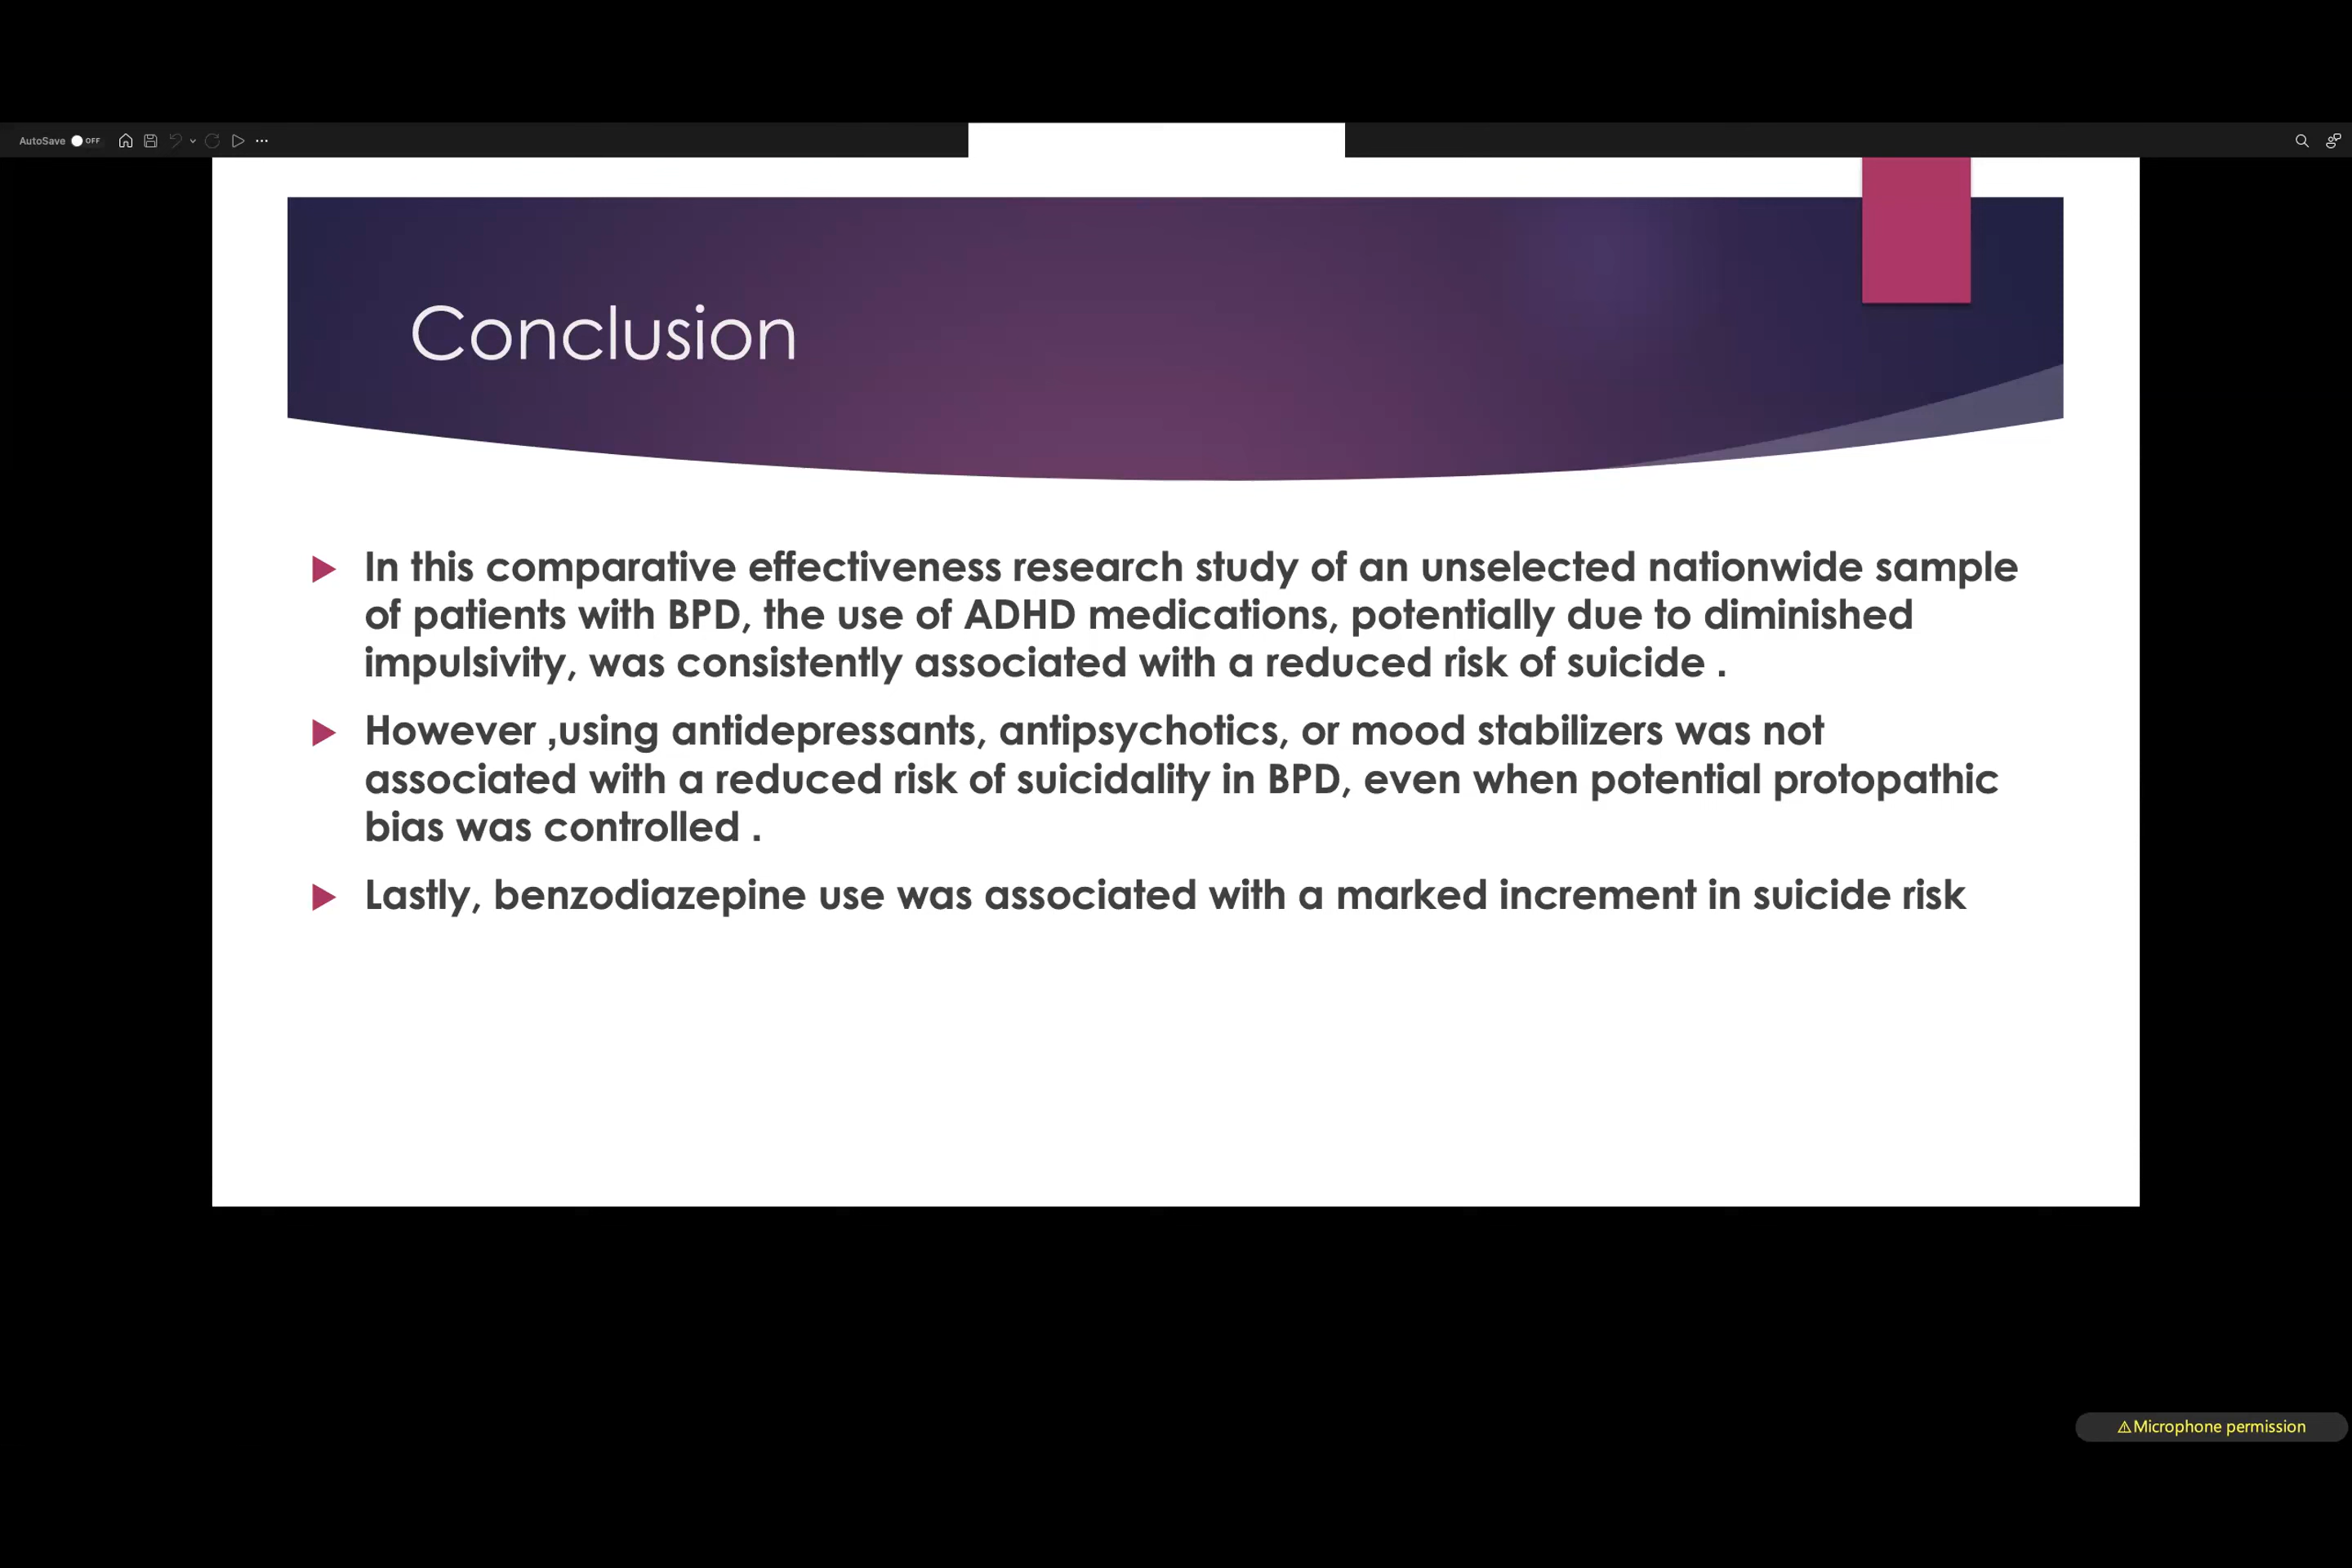 AutoSave OFF
Conclusion
In this comparative effectiveness research study of an unselected nationwide sample
of patients with BPD, the use of ADHD medications, potentially due to diminished
impulsivity, was consistently associated with a reduced risk of suicide .
However ,using antidepressants, antipsychotics, or mood stabilizers was not
associated with a reduced risk of suicidality in BPD, even when potential protopathic
bias was controlled .
Lastly, benzodiazepine use was associated with a marked increment in suicide risk
⚠Microphone permission